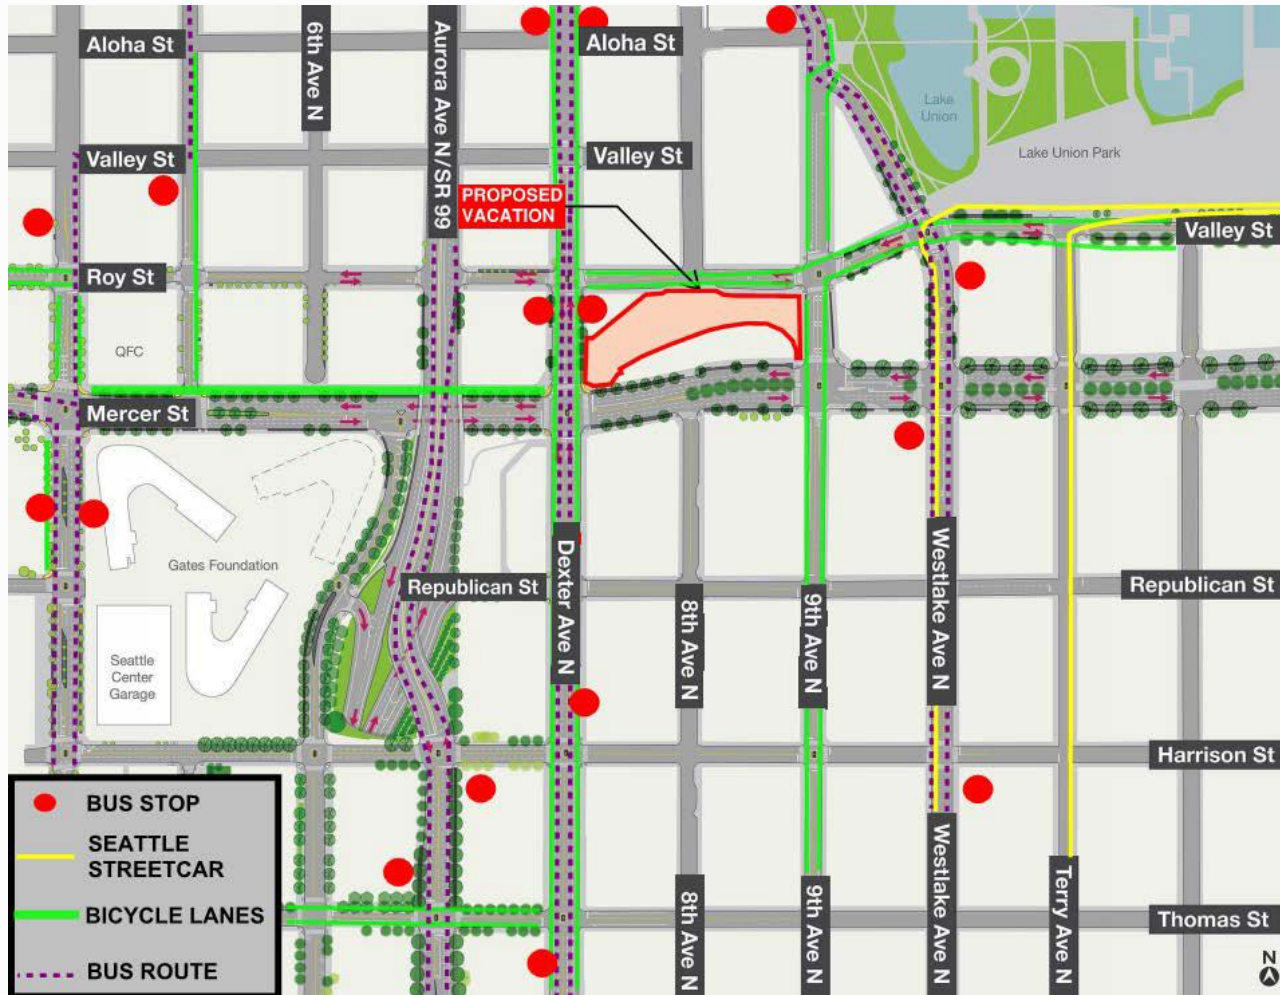 Aloha St
6th Ave N
Aurora Ave N/SR 99
Aloha St
Lake
Union
Lake Union Park
Valley St
Valley St
PROPOSED
VACATION
Valley St
Roy St
QFC
Mercer St
Gates Foundation
Seattle
Center
Garage
Republican St
Dexter Ave N
8th Ave N
9th Ave N
Westlake Ave N
Republican St
Harrison St
8th Ave N
9th Ave N
Westlake Ave N
Terry Ave N
Thomas St
BUS STOP
SEATTLE
STREETCAR
BICYCLE LANES
BUS ROUTE
N